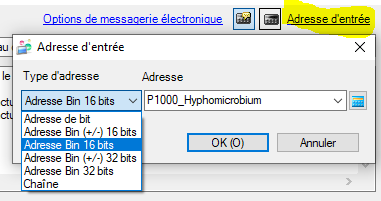 Options de messagerie électronique Adresse d'entrée
Adresse d'entrée
Type d'adresse Adresse
Adresse Bin 16 bits P1000_Hyphomicrobium
Adresse de bit
Adresse Bin (+/-) 16 bits
Adresse Bin 16 bits
Adresse Bin (+/-) 32 bits
Adresse Bin 32 bits
Chaîne
OK (O) Annuler